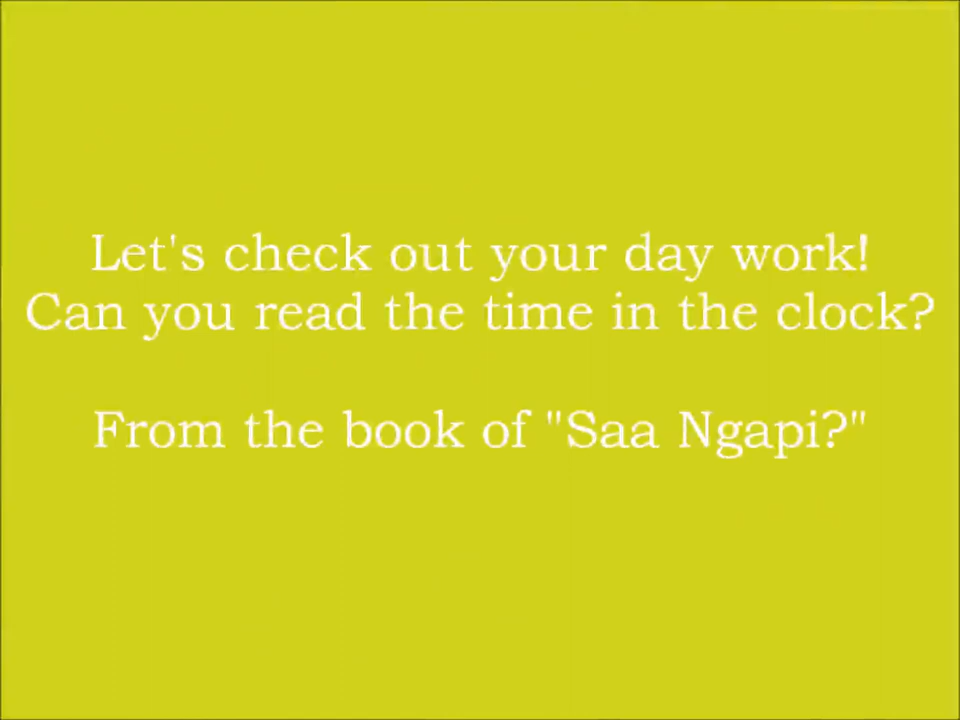 Let's check out your day work!
Can you read the time in the clock?
From the book of "Saa Ngapi?"